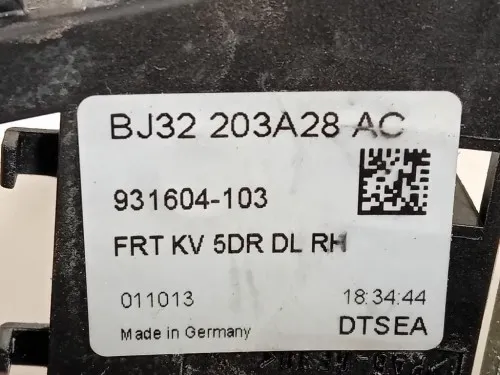 BJ32 203A28 AC
931604-103
FRT KV 5DR DL RH
011013 18:34:44
Made in Germany DTSEA